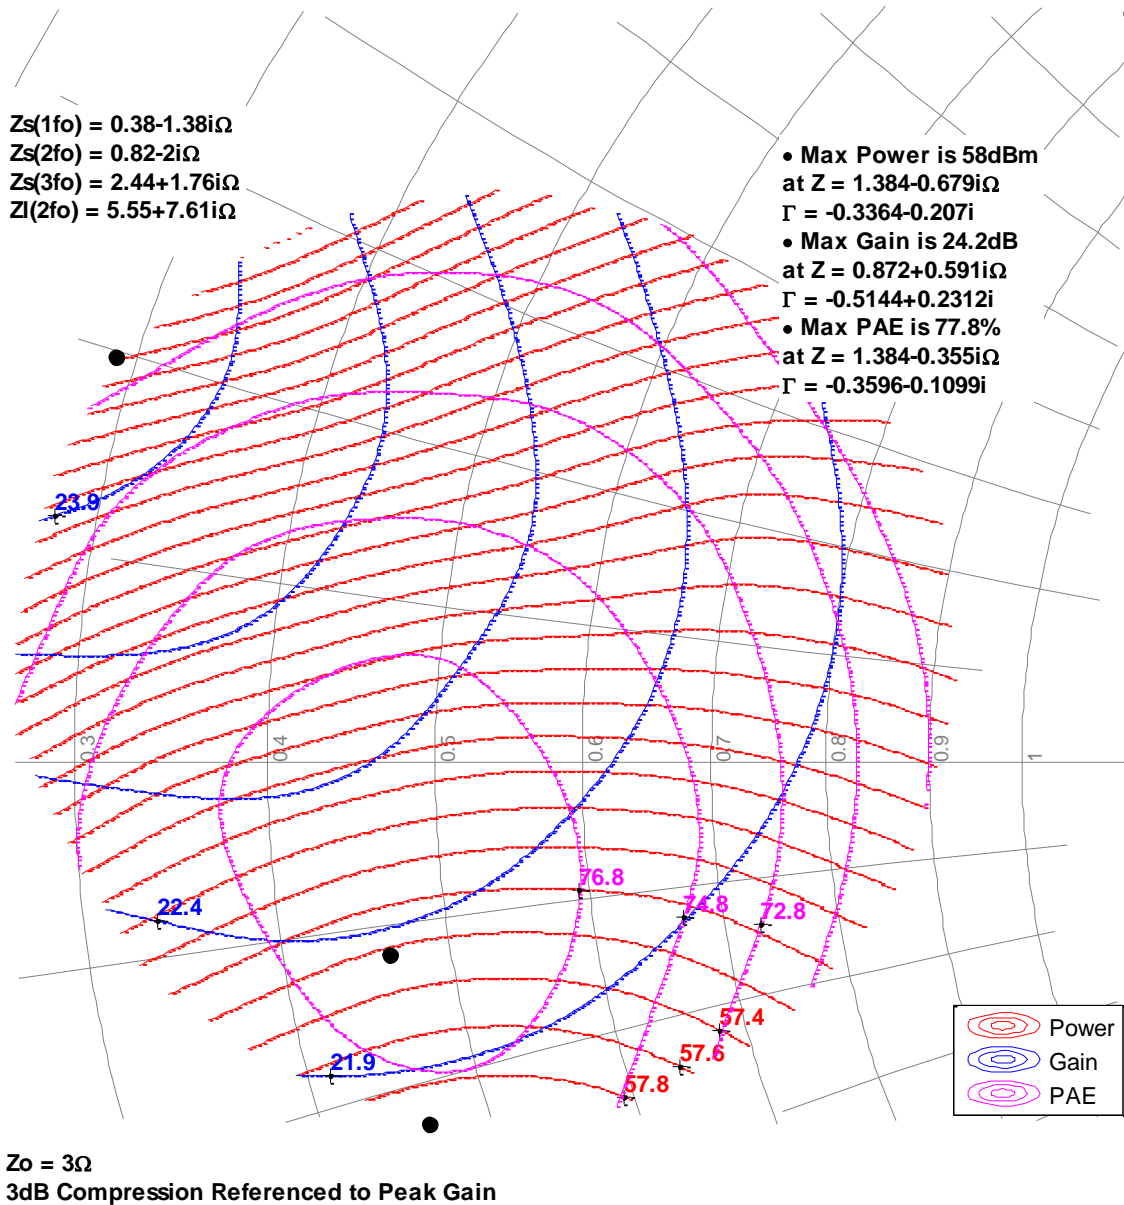 Zs(1fo) = 0.38-1.38iΩ
Zs(2fo) = 0.82-2iΩ
Zs(3fo) = 2.44+1.76iΩ
Zl(2fo) = 5.55+7.61iΩ
• Max Power is 58dBm
at Z = 1.384-0.679iΩ
Γ = -0.3364-0.207i
• Max Gain is 24.2dB
at Z = 0.872+0.591iΩ
Γ = -0.5144+0.2312i
• Max PAE is 77.8%
at Z = 1.384-0.355iΩ
Γ = -0.3596-0.1099i
23.9
0.3
0.4
0.5
0.6
0.7
0.8
0.9
1
76.8
74.8
72.8
22.4
57.4
57.6
21.9
57.8
Power
Gain
PAE
Zo = 3Ω
3dB Compression Referenced to Peak Gain